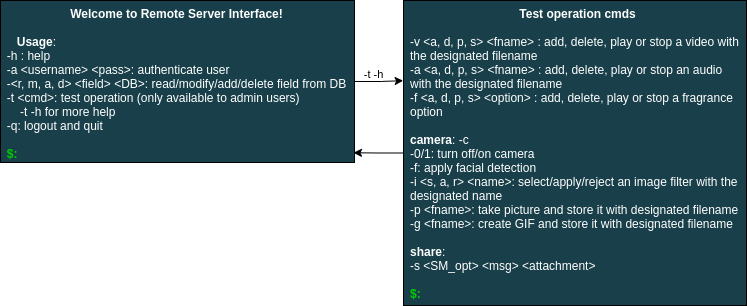 Welcome to Remote Server Interface!
Usage:
-h : help
-a <username> <pass>: authenticate user
-<r, m, a, d> <field> <DB>: read/modify/add/delete field from DB
-t <cmd>: test operation (only available to admin users)
-t -h for more help
-q: logout and quit
$:
-t -h
Test operation cmds
-v <a, d, p, s> <fname> : add, delete, play or stop a video with
the designated filename
-a <a, d, p, s> <fname> : add, delete, play or stop an audio
with the designated filename
-f <a, d, p, s> <option> : add, delete, play or stop a fragrance
option
camera: -c
-0/1: turn off/on camera
-f: apply facial detection
-i <s, a, r> <name>: select/apply/reject an image filter with the
designated name
-p <fname>: take picture and store it with designated filename
-g <fname>: create GIF and store it with designated filename
share:
-s <SM_opt> <msg> <attachment>
$: